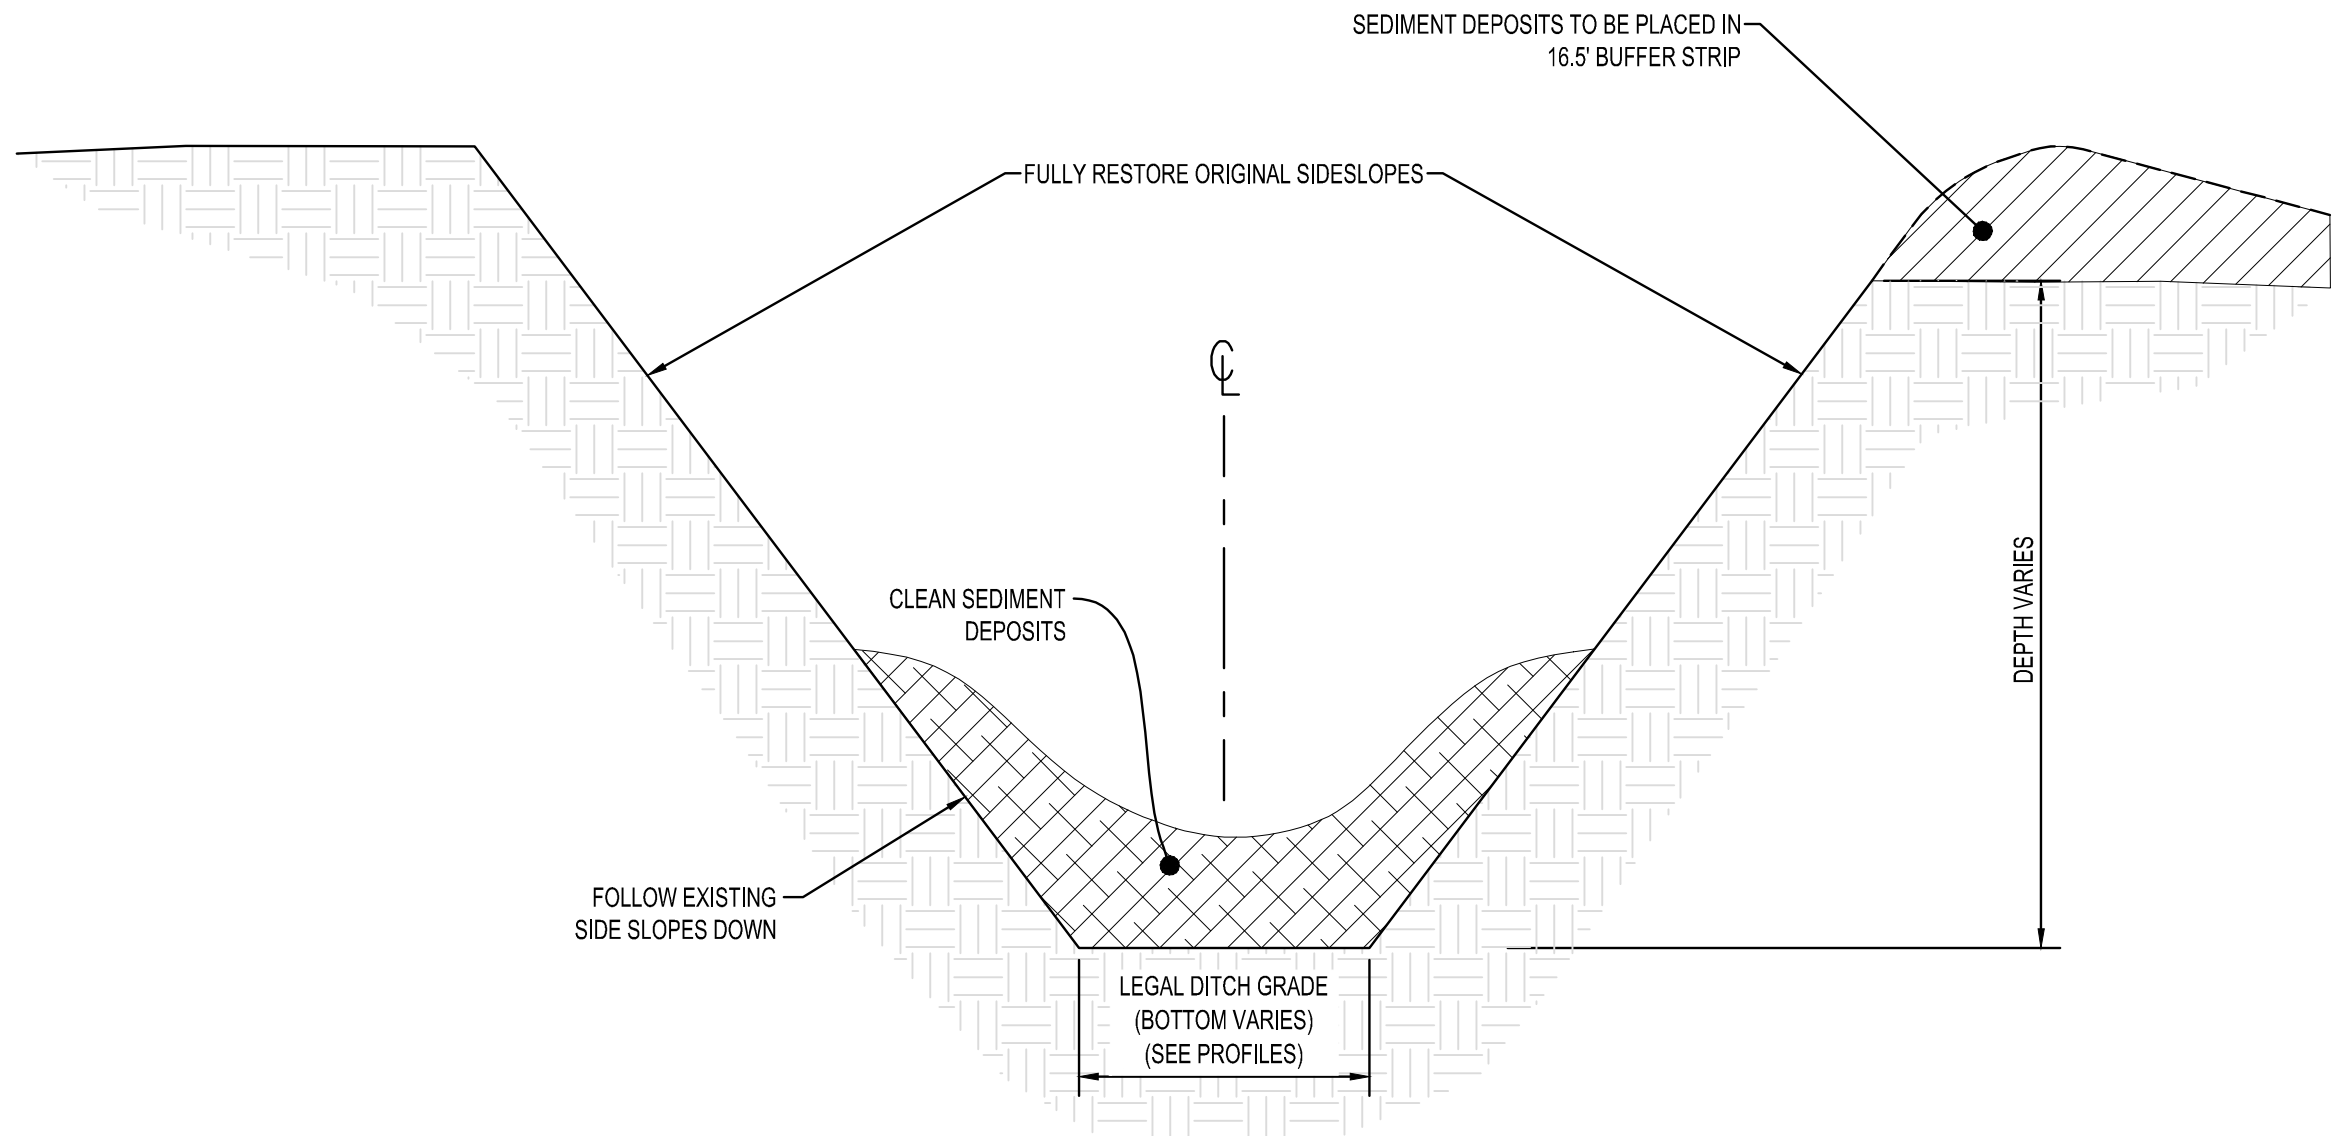 SEDIMENT DEPOSITS TO BE PLACED IN
16.5' BUFFER STRIP
FULLY RESTORE ORIGINAL SIDESLOPES
℄
CLEAN SEDIMENT
DEPOSITS
DEPTH VARIES
FOLLOW EXISTING
SIDE SLOPES DOWN
LEGAL DITCH GRADE
(BOTTOM VARIES)
(SEE PROFILES)